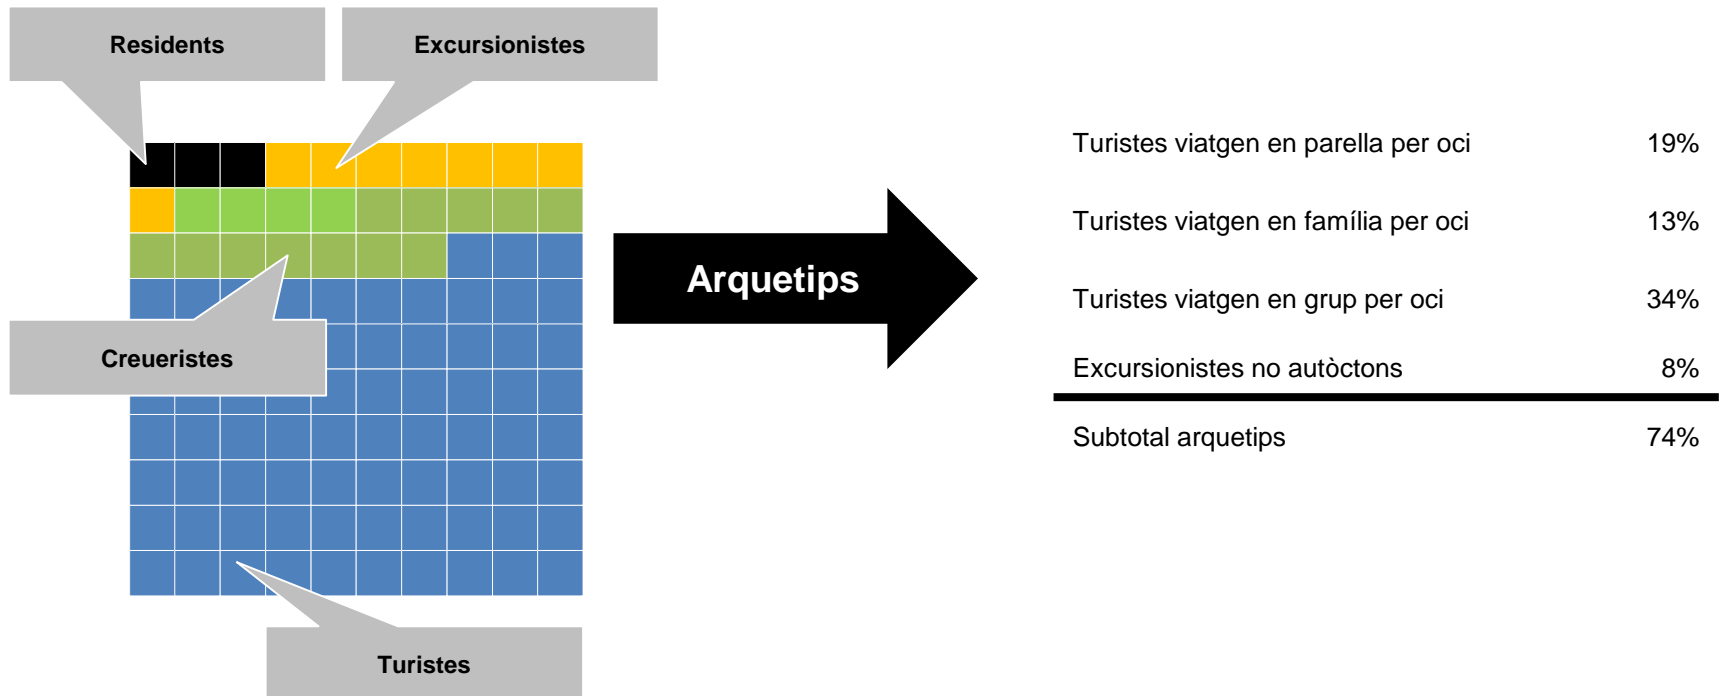 Residents
Excursionistes
Creueristes
Turistes
Arquetips
Turistes viatgen en parella per oci 19%
Turistes viatgen en família per oci 13%
Turistes viatgen en grup per oci 34%
Excursionistes no autòctons 8%
Subtotal arquetips 74%